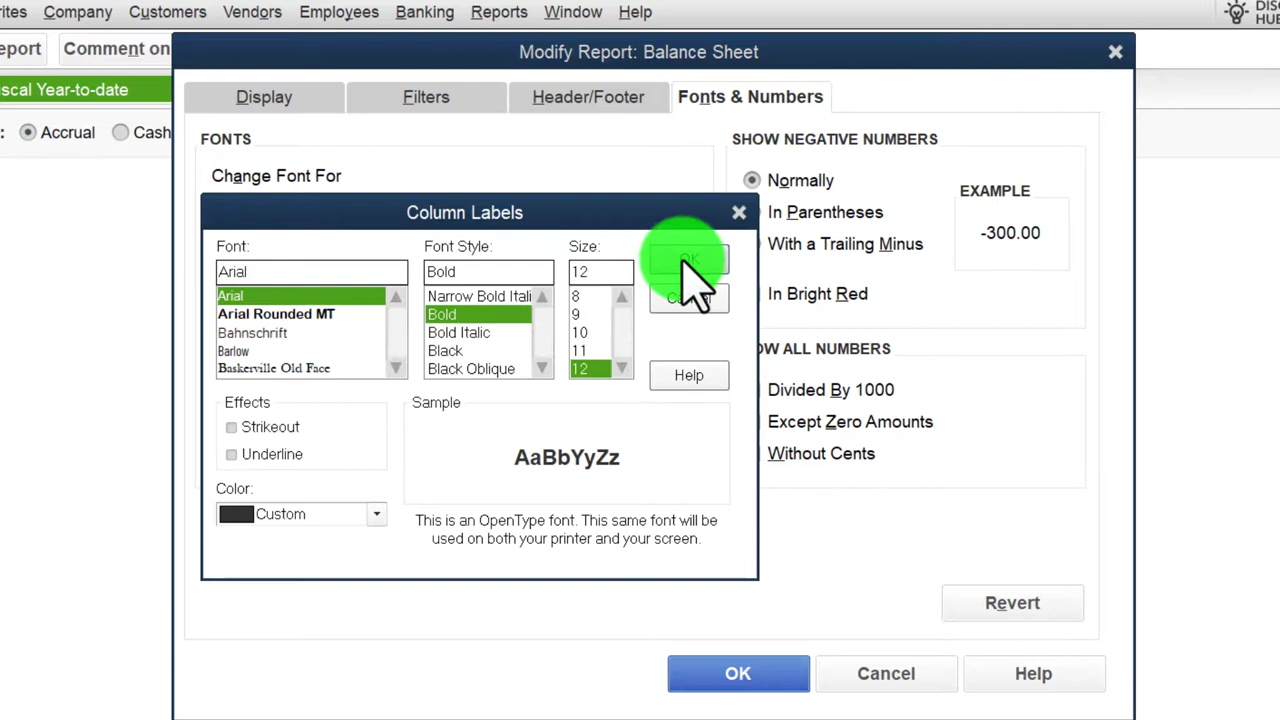 rites Company Customers Vendors Employees Banking Reports Window Help
DISC
HUB
eport Comment on
Modify Report: Balance Sheet
iscal Year-to-date
Display Filters Header/Footer Fonts & Numbers
: Accrual Cash
FONTS
SHOW NEGATIVE NUMBERS
Change Font For
Normally
EXAMPLE
In Parentheses
-300.00
With a Trailing Minus
In Bright Red
Column Labels
Font: Font Style: Size:
Arial Bold 12
OK
Arial
Arial Rounded MT
Bahnschrift
Barlow
Baskerville Old Face
Narrow Bold Itali
Bold
Bold Italic
Black
Black Oblique
8
9
10
11
12
Help
OW ALL NUMBERS
Divided By 1000
Except Zero Amounts
Without Cents
Effects
Strikeout
Underline
Sample
AaBbYyZz
Color:
Custom
This is an OpenType font. This same font will be
used on both your printer and your screen.
Revert
OK Cancel Help